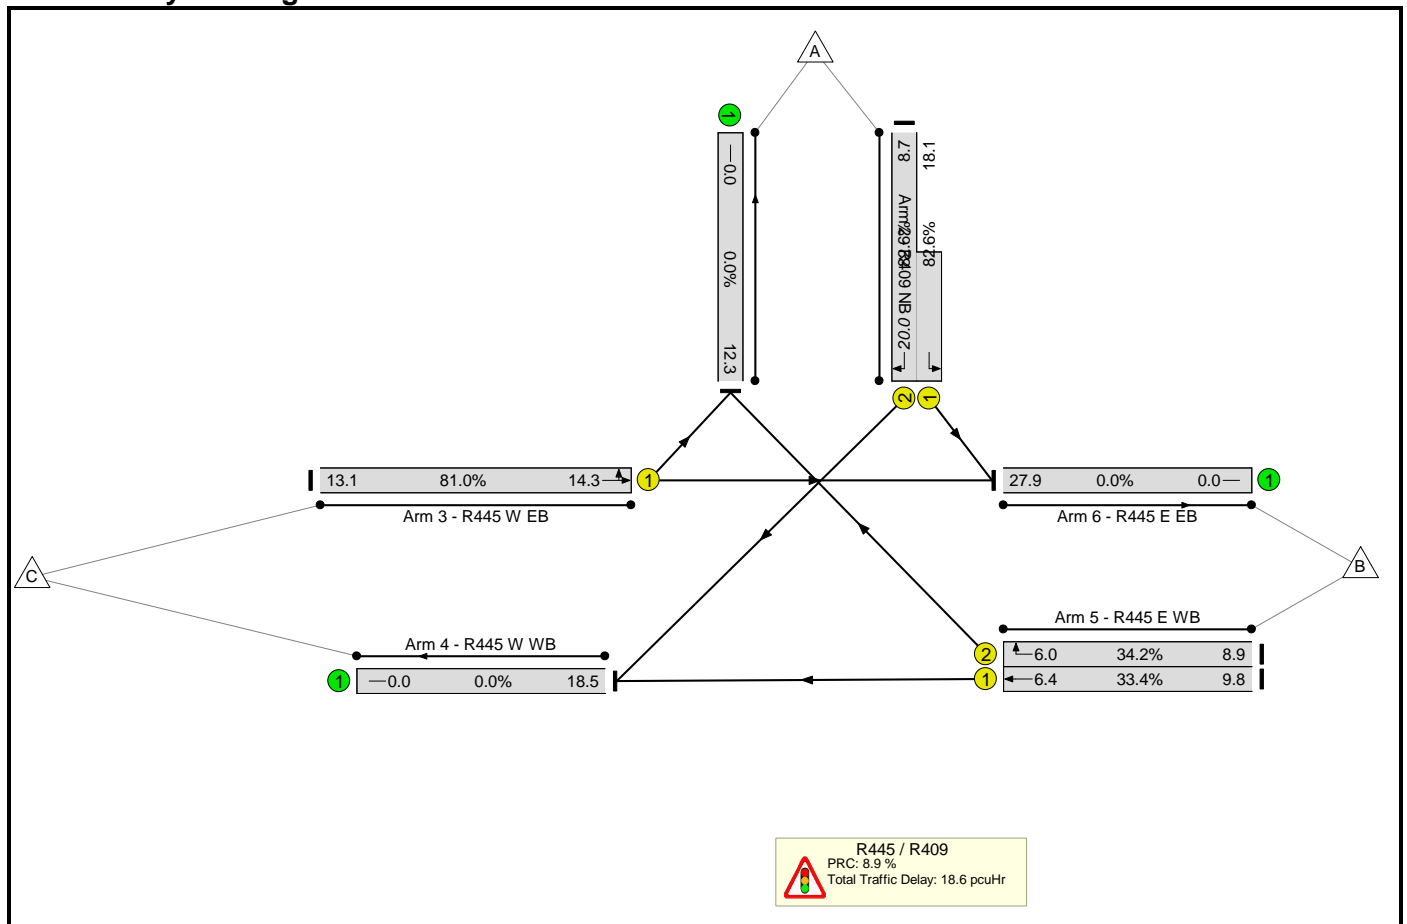 A
1
0.0
0.0%
12.3
8.7
20.0
18.1
82.6%
2
1
13.1 81.0% 14.3
1
Arm 3 - R445 W EB
27.9 0.0% 0.0
1
Arm 6 - R445 E EB
C
B
Arm 4 - R445 W WB
1
0.0 0.0% 18.5
Arm 5 - R445 E WB
2
6.0 34.2% 8.9
1
6.4 33.4% 9.8
R445 / R409
PRC: 8.9 %
Total Traffic Delay: 18.6 pcuHr